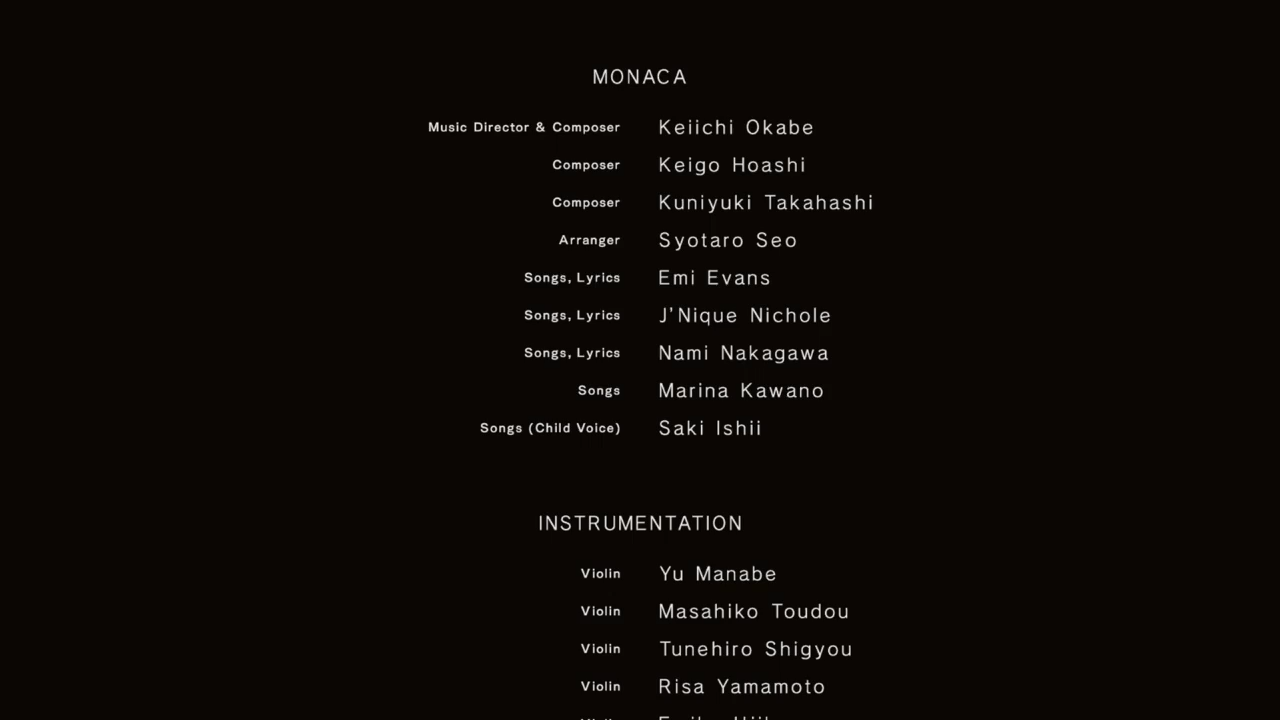 MONACA
Music Director & Composer Keiichi Okabe
Composer Keigo Hoashi
Composer Kuniyuki Takahashi
Arranger Syotaro Seo
Songs, Lyrics Emi Evans
Songs, Lyrics J'Nique Nichole
Songs, Lyrics Nami Nakagawa
Songs Marina Kawano
Songs (Child Voice) Saki Ishii
INSTRUMENTATION
Violin Yu Manabe
Violin Masahiko Toudou
Violin Tunehiro Shigyou
Violin Risa Yamamoto